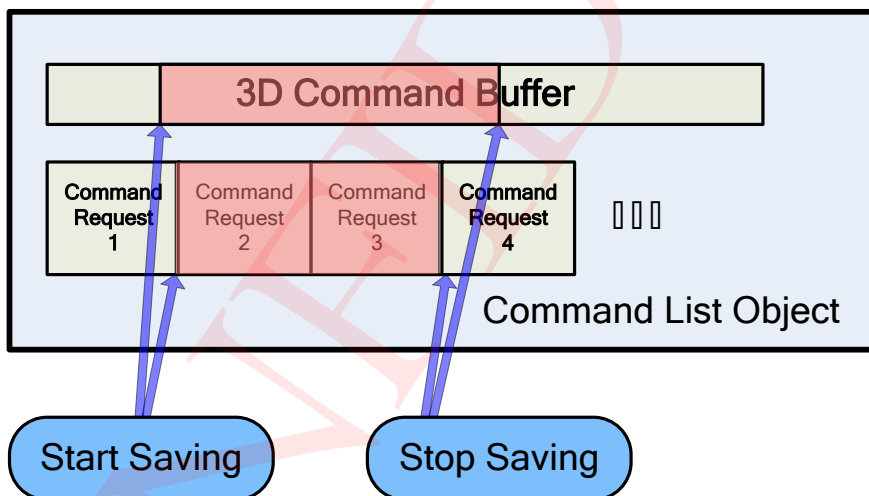 3D Command Buffer
Command
Request
1
Command
Request
2
Command
Request
3
Command
Request
4
Command List Object
Start Saving
Stop Saving